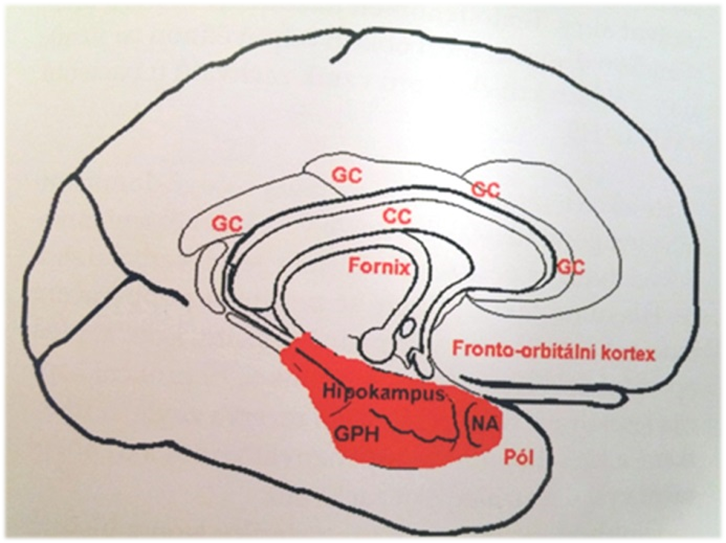 GC
GC
GC
CC
Fornix
GC
Fronto-orbitálni kortex
Hipokampus
GPH
NA
Pól